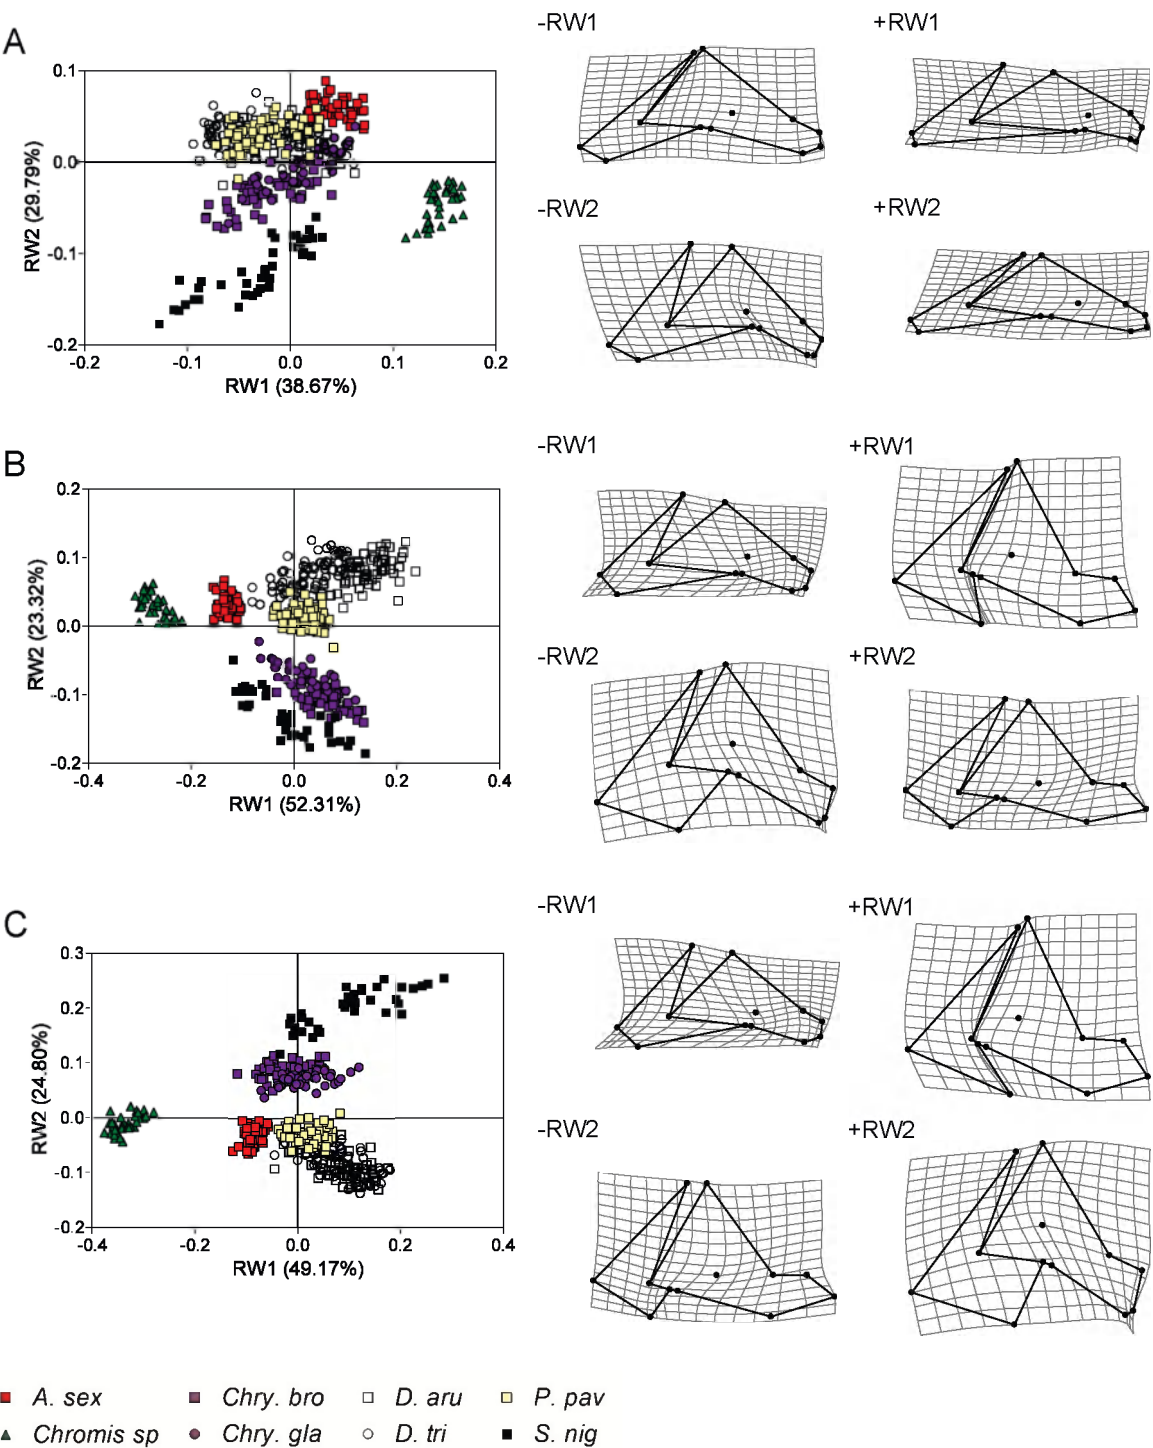 A
-RW1
+RW1
0.1
0.0
-0.1
-0.2
RW2 (29.79%)
-0.2
-0.1
0.0
0.1
0.2
RW1 (38.67%)
-RW2
+RW2
B
-RW1
+RW1
0.2
0.1
0.0
-0.1
-0.2
RW2 (23.32%)
-0.4
-0.2
0.0
0.2
0.4
RW1 (52.31%)
-RW2
+RW2
C
-RW1
+RW1
0.3
0.2
0.1
0.0
-0.1
-0.2
RW2 (24.80%)
-0.4
-0.2
0.0
0.2
0.4
RW1 (49.17%)
-RW2
+RW2
A. sex
Chry. bro
D. aru
P. pav
Chromis sp
Chry. gla
D. tri
S. nig